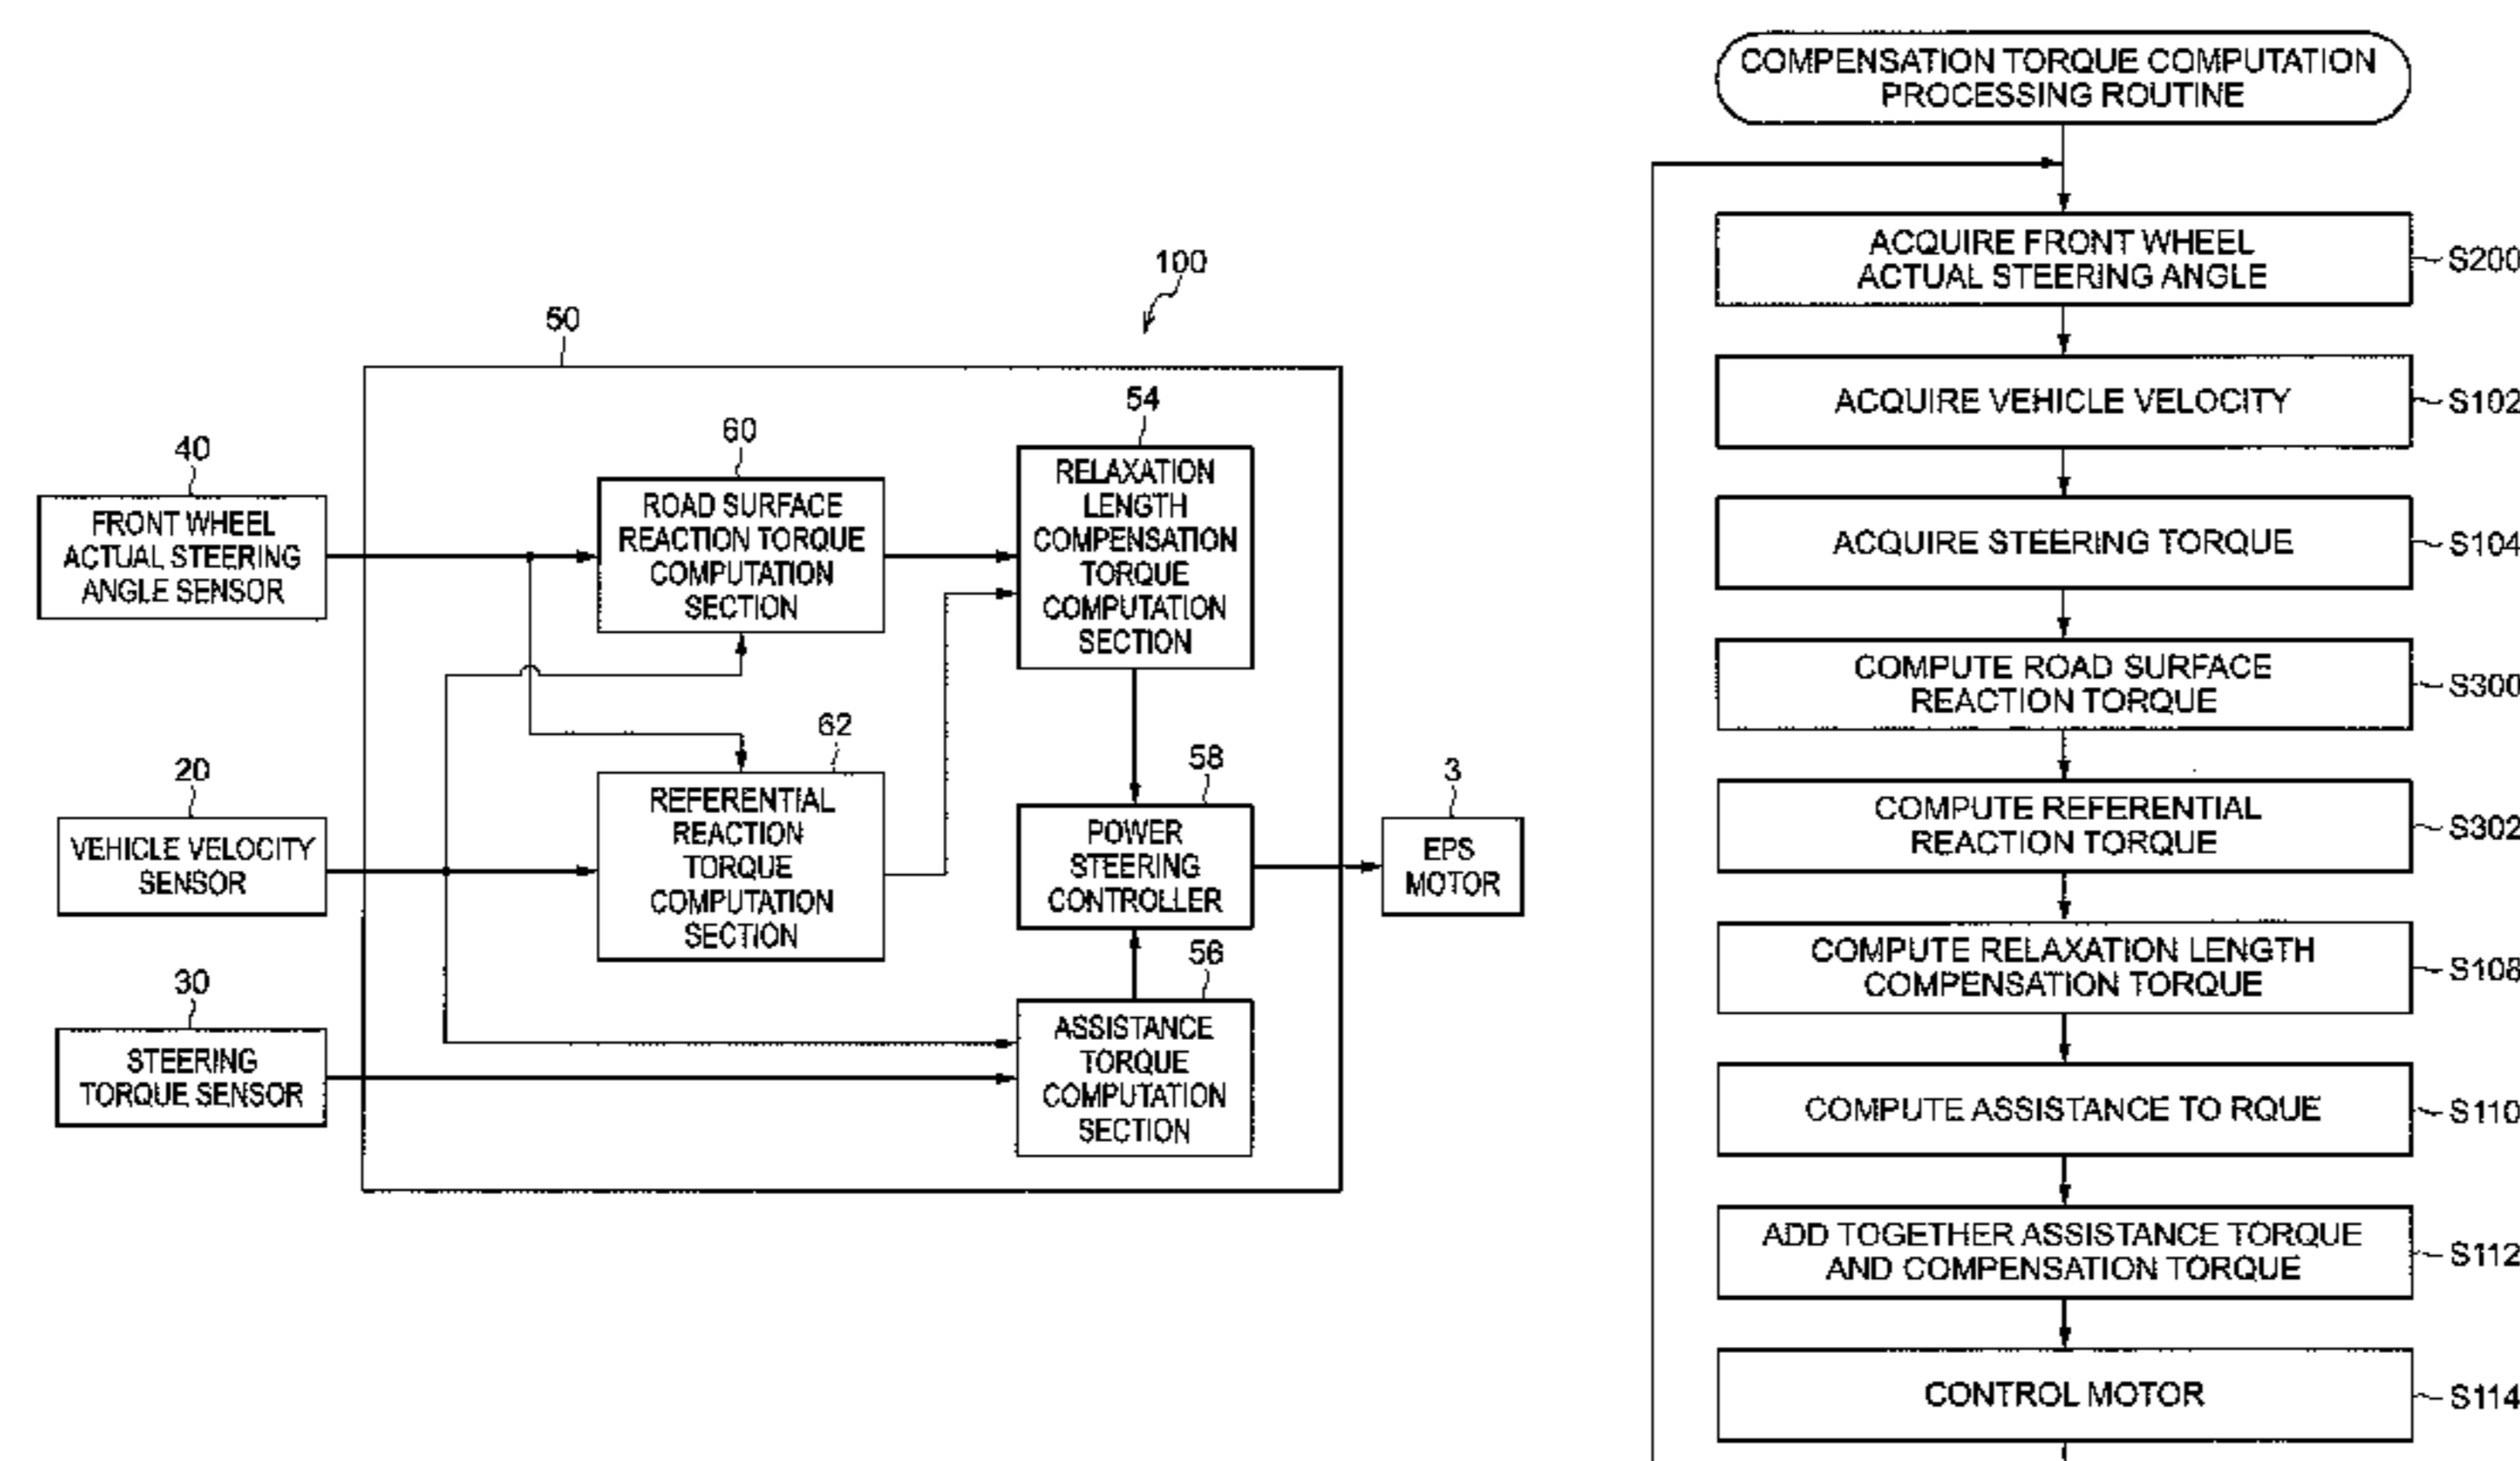 100
50
40
FRONT WHEEL
ACTUAL STEERING
ANGLE SENSOR
60
ROAD SURFACE
REACTION TORQUE
COMPUTATION
SECTION
54
RELAXATION
LENGTH
COMPENSATION
TORQUE
COMPUTATION
SECTION
20
VEHICLE VELOCITY
SENSOR
62
REFERENTIAL
REACTION
TORQUE
COMPUTATION
SECTION
58
POWER
STEERING
CONTROLLER
3
EPS
MOTOR
30
STEERING
TORQUE SENSOR
56
ASSISTANCE
TORQUE
COMPUTATION
SECTION
COMPENSATION TORQUE COMPUTATION
PROCESSING ROUTINE
ACQUIRE FRONT WHEEL
ACTUAL STEERING ANGLE
S200
ACQUIRE VEHICLE VELOCITY
S102
ACQUIRE STEERING TORQUE
S104
COMPUTE ROAD SURFACE
REACTION TORQUE
S300
COMPUTE REFERENTIAL
REACTION TORQUE
S302
COMPUTE RELAXATION LENGTH
COMPENSATION TORQUE
S108
COMPUTE ASSISTANCE TO RQUE
S110
ADD TOGETHER ASSISTANCE TORQUE
AND COMPENSATION TORQUE
S112
CONTROL MOTOR
S114